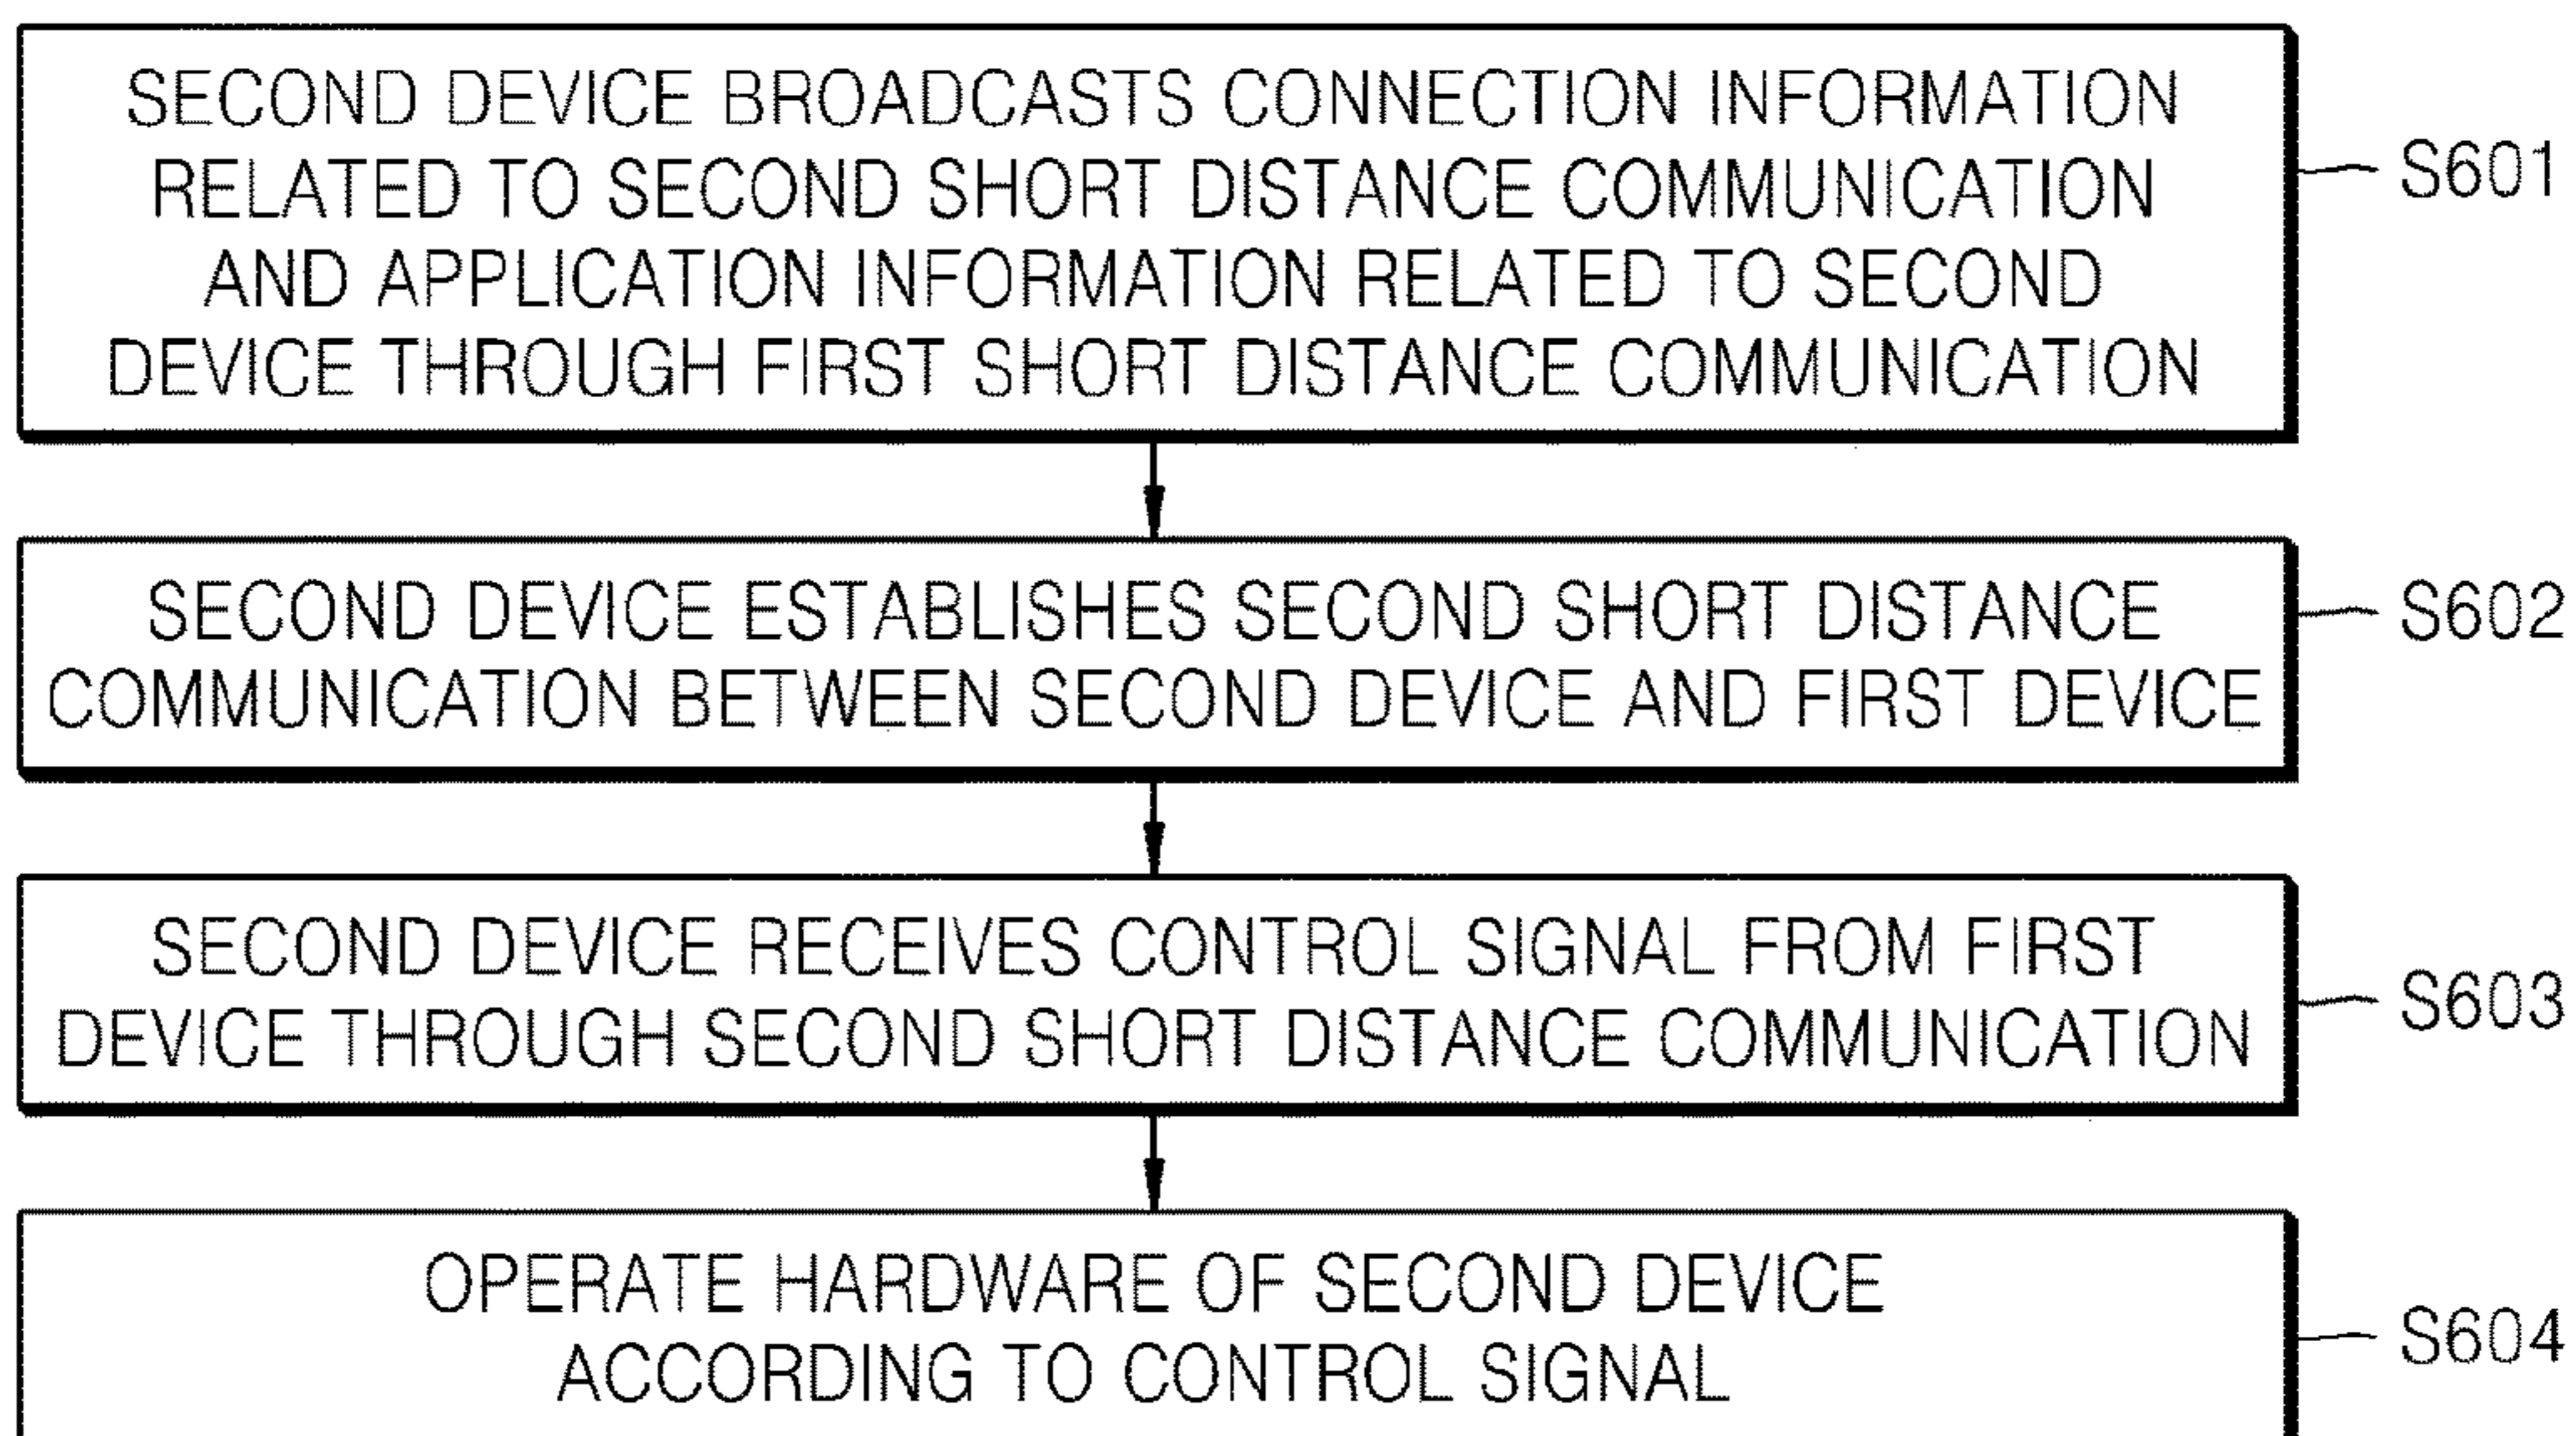 SECOND DEVICE BROADCASTS CONNECTION INFORMATION
RELATED TO SECOND SHORT DISTANCE COMMUNICATION
AND APPLICATION INFORMATION RELATED TO SECOND
DEVICE THROUGH FIRST SHORT DISTANCE COMMUNICATION
S601
SECOND DEVICE ESTABLISHES SECOND SHORT DISTANCE
COMMUNICATION BETWEEN SECOND DEVICE AND FIRST DEVICE
S602
SECOND DEVICE RECEIVES CONTROL SIGNAL FROM FIRST
DEVICE THROUGH SECOND SHORT DISTANCE COMMUNICATION
S603
OPERATE HARDWARE OF SECOND DEVICE
ACCORDING TO CONTROL SIGNAL
S604